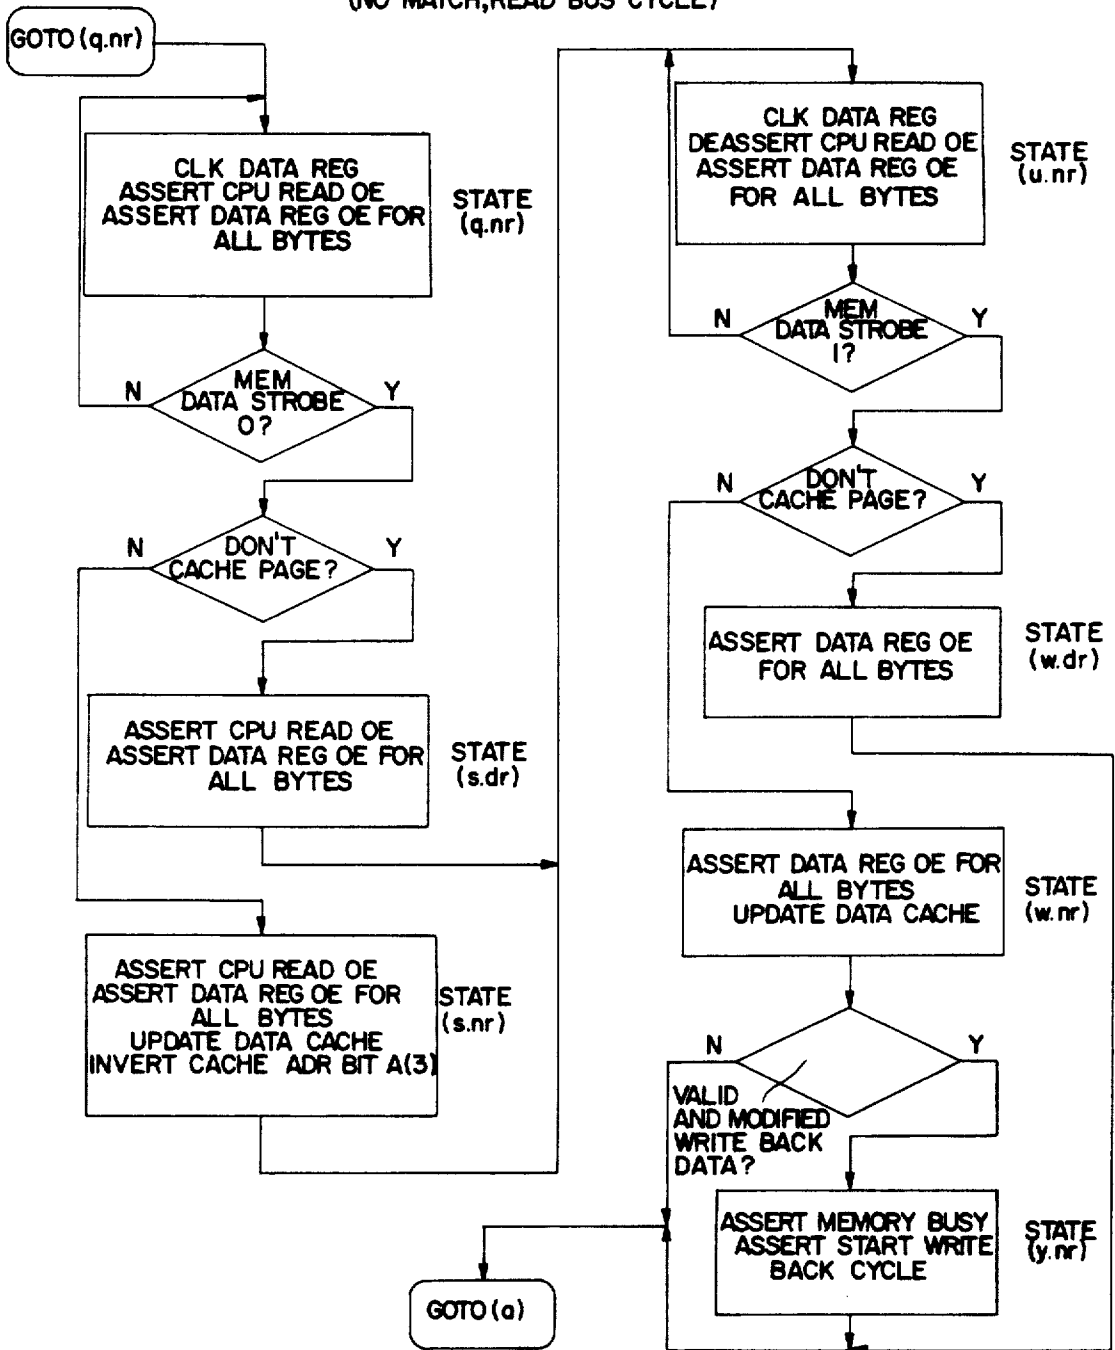 (NO MATCH,READ BUS CYCLE)
GOTO(q.nr)
CLK DATA REG
ASSERT CPU READ OE
ASSERT DATA REG OE FOR
ALL BYTES
STATE
(q.nr)
MEM
DATA STROBE
0?
N
Y
DON'T
CACHE PAGE?
N
Y
ASSERT CPU READ OE
ASSERT DATA REG OE FOR
ALL BYTES
STATE
(s.dr)
ASSERT CPU READ OE
ASSERT DATA REG OE FOR
ALL BYTES
UPDATE DATA CACHE
INVERT CACHE ADR BIT A(3)
STATE
(s.nr)
CLK DATA REG
DEASSERT CPU READ OE
ASSERT DATA REG OE
FOR ALL BYTES
STATE
(u.nr)
MEM
DATA STROBE
1?
N
Y
DON'T
CACHE PAGE?
N
Y
ASSERT DATA REG OE
FOR ALL BYTES
STATE
(w.dr)
ASSERT DATA REG OE FOR
ALL BYTES
UPDATE DATA CACHE
STATE
(w.nr)
N
Y
VALID
AND MODIFIED
WRITE BACK
DATA?
ASSERT MEMORY BUSY
ASSERT START WRITE
BACK CYCLE
STATE
(y.nr)
GOTO(a)